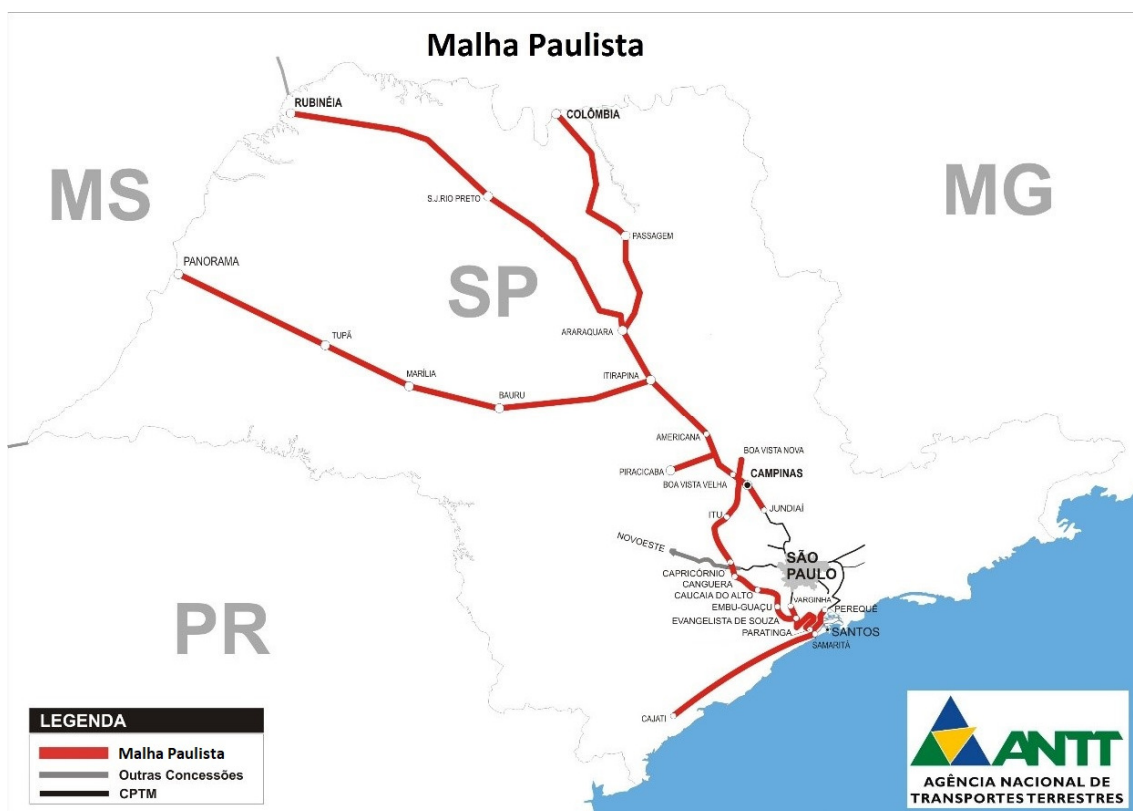 Malha Paulista
RUBINÉIA
COLÔMBIA
MS
MG
S.J.RIO PRETO
PASSAGEM
PANORAMA
SP
ARARAQUARA
TUPÃ
MARÍLIA
ITIRAPINA
BAURU
AMERICANA
BOA VISTA NOVA
PIRACICABA
CAMPINAS
BOA VISTA VELHA
ITU
JUNDIAÍ
NOVOESTE
SÃO
PAULO
CAPRICÓRNIO
CANGUERA
CAUCAIA DO ALTO
VARGINHA
EMBU-GUAÇU
PEREQUÊ
EVANGELISTA DE SOUZA
PARATINGA
SANTOS
SAMARITÁ
PR
CAJATI
LEGENDA
Malha Paulista
Outras Concessões
CPTM
ANTT
AGÊNCIA NACIONAL DE
TRANSPORTES TERRESTRES